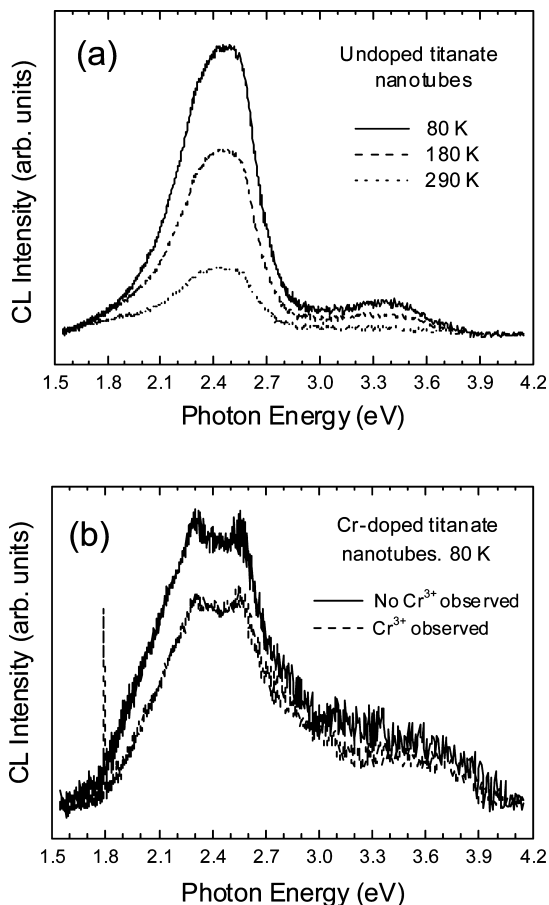 (a)
Undoped titanate
nanotubes
80 K
180 K
290 K
CL Intensity (arb. units)
1.5 1.8 2.1 2.4 2.7 3.0 3.3 3.6 3.9 4.2
Photon Energy (eV)
(b)
Cr-doped titanate
nanotubes. 80 K
No Cr³⁺ observed
Cr³⁺ observed
CL Intensity (arb. units)
1.5 1.8 2.1 2.4 2.7 3.0 3.3 3.6 3.9 4.2
Photon Energy (eV)